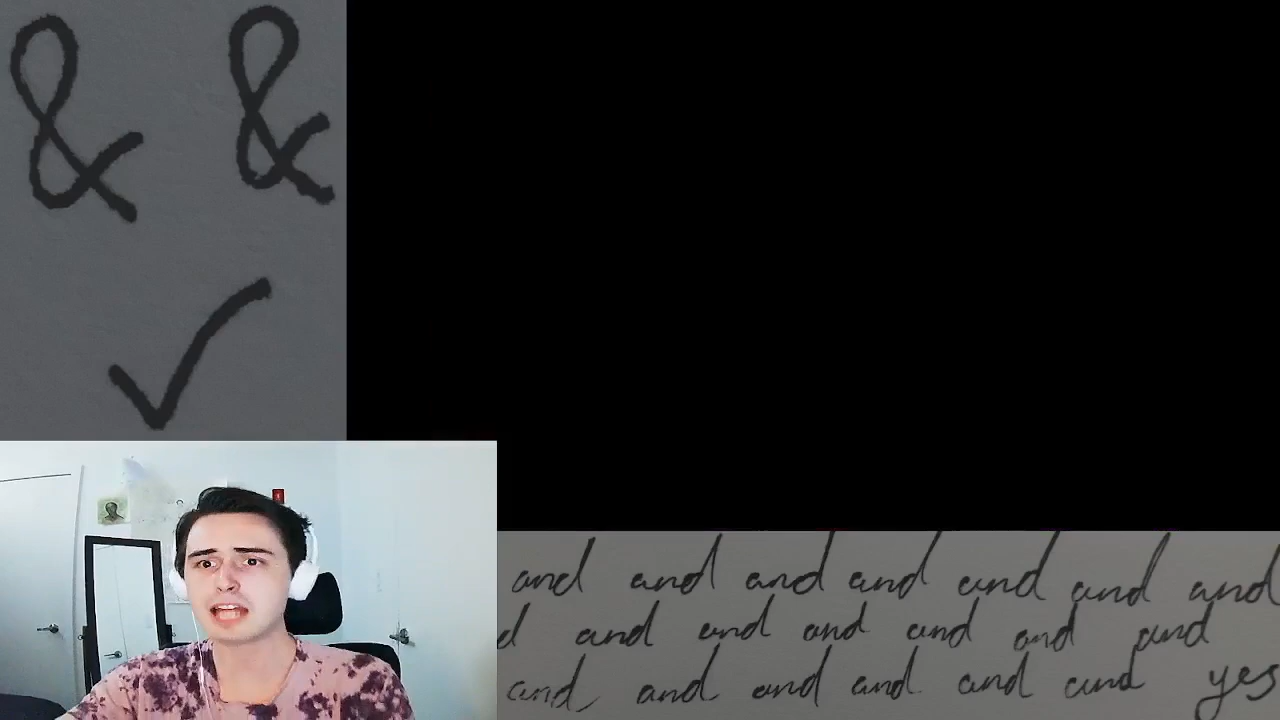 & &
✓
and and and and and and and
d and and and and and and
and and and and and and yes